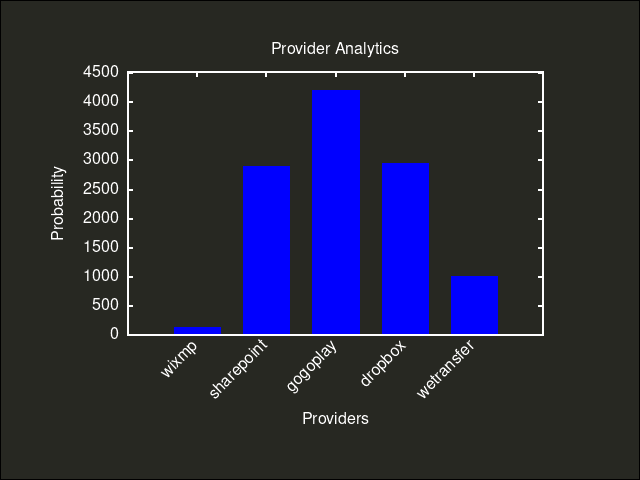 Provider Analytics
4500
4000
3500
3000
2500
2000
1500
1000
500
0
Probability
wixmp
sharepoint
gogoplay
dropbox
wetransfer
Providers